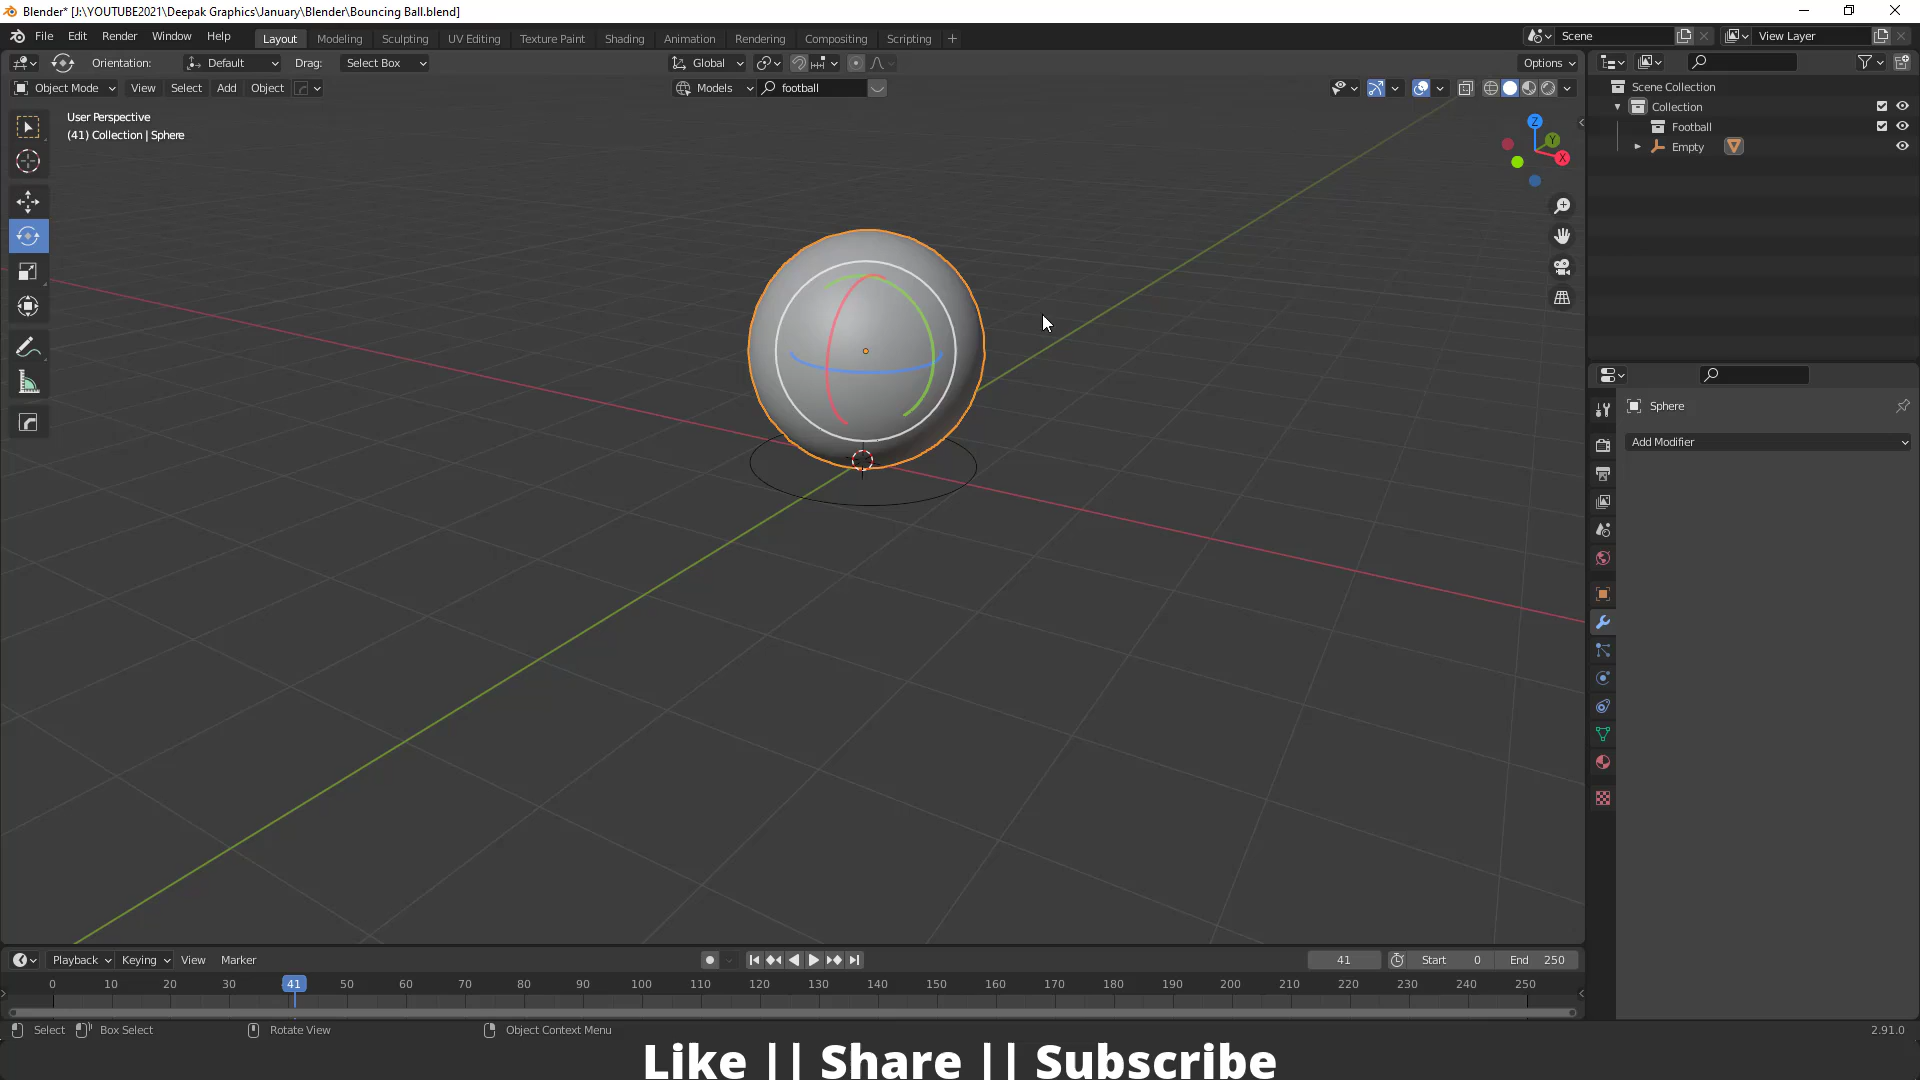 Blender* [J:\YOUTUBE2021\Deepak Graphics\January\Blender\Bouncing Ball.blend]
File Edit Render Window Help Layout Modeling Sculpting UV Editing Texture Paint Shading Animation Rendering Compositing Scripting Scene View Layer
Orientation: Default Drag: Select Box Global Options
Object Mode View Select Add Object Models football
User Perspective
(41) Collection | Sphere
Z
Y
X
Scene Collection
Collection
Football
Empty
Sphere
Add Modifier
Playback Keying View Marker 41 Start 0 End 250
0 10 20 30 41 50 60 70 80 90 100 110 120 130 140 150 160 170 180 190 200 210 220 230 240 250
Select Box Select Rotate View Object Context Menu 2.91.0
Like || Share || Subscribe